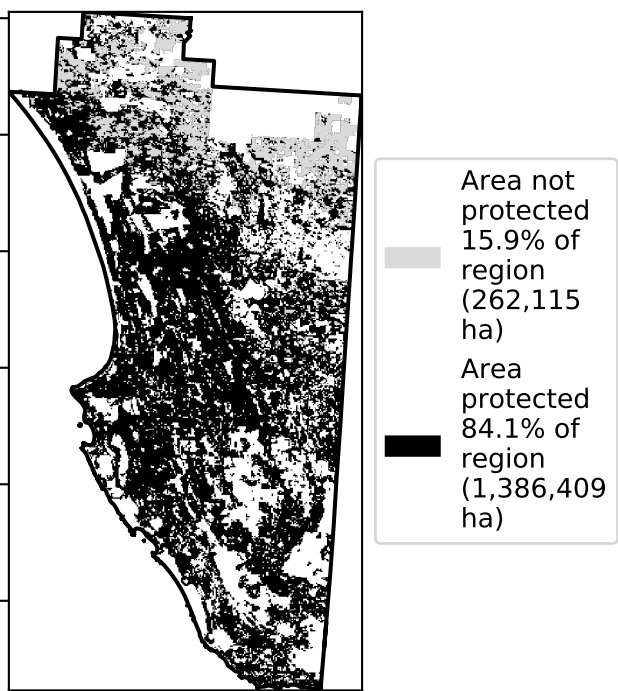 Area not
protected
15.9% of
region
(262,115
ha)
Area
protected
84.1% of
region
(1,386,409
ha)